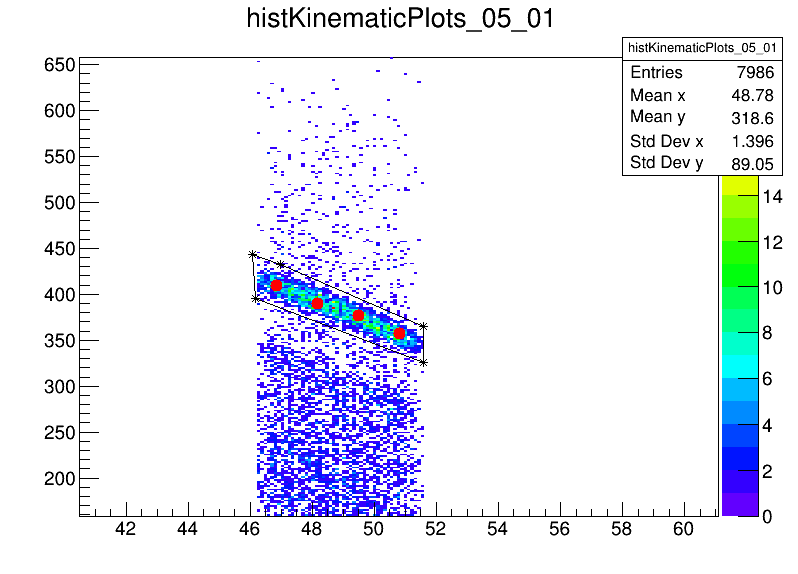 histKinematicPlots_05_01
histKinematicPlots_05_01
Entries 7986
Mean x 48.78
Mean y 318.6
Std Dev x 1.396
Std Dev y 89.05
650
600
550
500
450
400
350
300
250
200
14
12
10
8
6
4
2
0
42 44 46 48 50 52 54 56 58 60